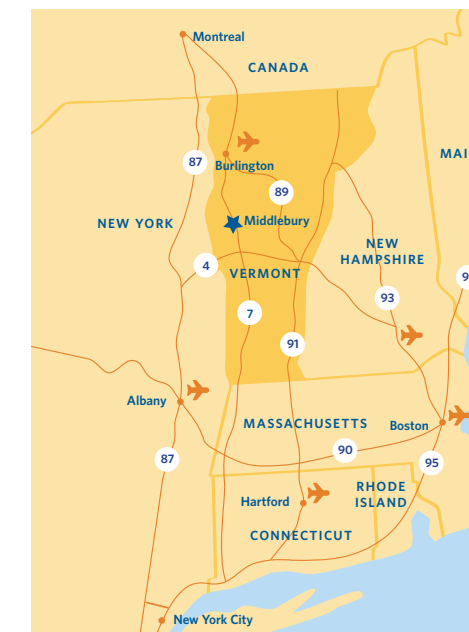 Montreal
CANADA
MAI
Burlington
87
89
Middlebury
NEW YORK
NEW
HAMPSHIRE
4
VERMONT
9
93
7
91
Albany
MASSACHUSETTS
Boston
90
87
95
RHODE
ISLAND
Hartford
CONNECTICUT
New York City